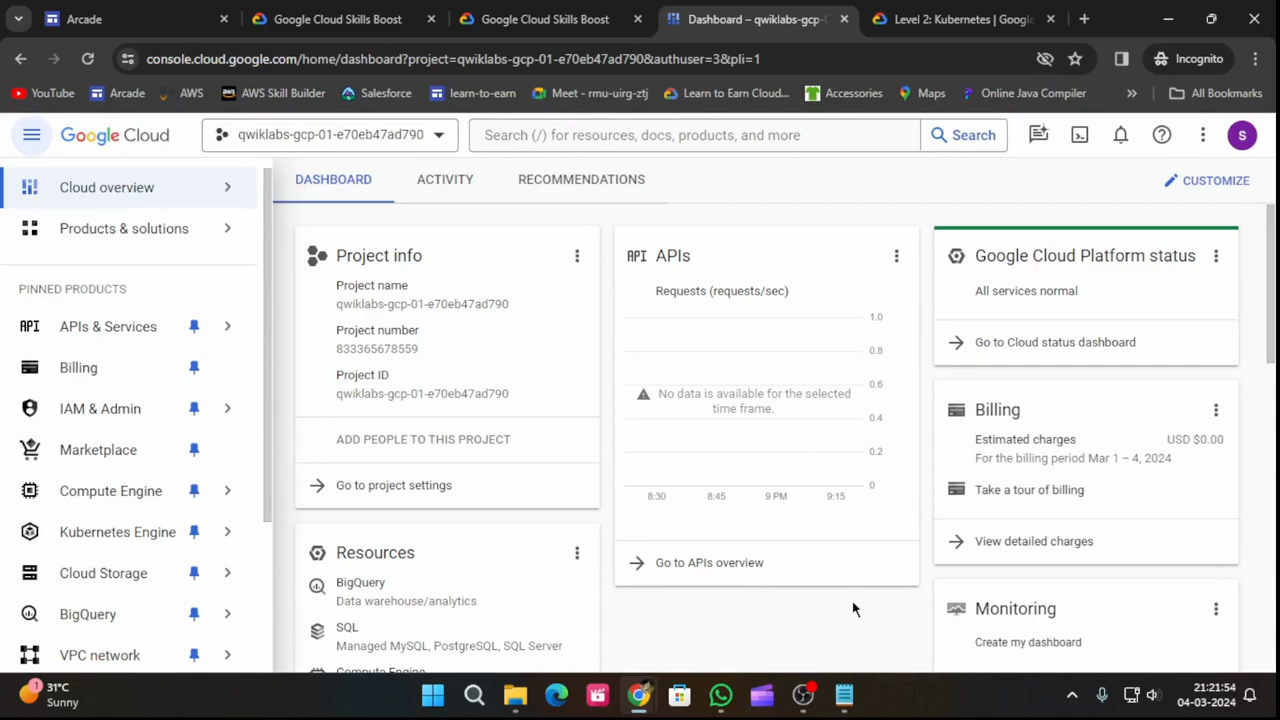 Arcade
Google Cloud Skills Boost
Google Cloud Skills Boost
Dashboard – qwiklabs-gcp-0
Level 2: Kubernetes | Google
console.cloud.google.com/home/dashboard?project=qwiklabs-gcp-01-e70eb47ad790&authuser=3&pli=1
Incognito
YouTube
Arcade
AWS
AWS Skill Builder
Salesforce
learn-to-earn
Meet - rmu-uirg-ztj
Learn to Earn Cloud...
Accessories
Maps
Online Java Compiler
All Bookmarks
Google Cloud
qwiklabs-gcp-01-e70eb47ad790
Search (/) for resources, docs, products, and more
Search
S
Cloud overview
Products & solutions
PINNED PRODUCTS
API APIs & Services
Billing
IAM & Admin
Marketplace
Compute Engine
Kubernetes Engine
Cloud Storage
BigQuery
VPC network
DASHBOARD
ACTIVITY
RECOMMENDATIONS
CUSTOMIZE
Project info
Project name
qwiklabs-gcp-01-e70eb47ad790
Project number
833365678559
Project ID
qwiklabs-gcp-01-e70eb47ad790
ADD PEOPLE TO THIS PROJECT
Go to project settings
Resources
BigQuery
Data warehouse/analytics
SQL
Managed MySQL, PostgreSQL, SQL Server
Compute Engine
API APIs
Requests (requests/sec)
1.0
0.8
0.6
No data is available for the selected
time frame.
0.4
0.2
0
8:30 8:45 9 PM 9:15
Go to APIs overview
Google Cloud Platform status
All services normal
Go to Cloud status dashboard
Billing
Estimated charges USD $0.00
For the billing period Mar 1 – 4, 2024
Take a tour of billing
View detailed charges
Monitoring
Create my dashboard
1
31°C
Sunny
21:21:54
04-03-2024